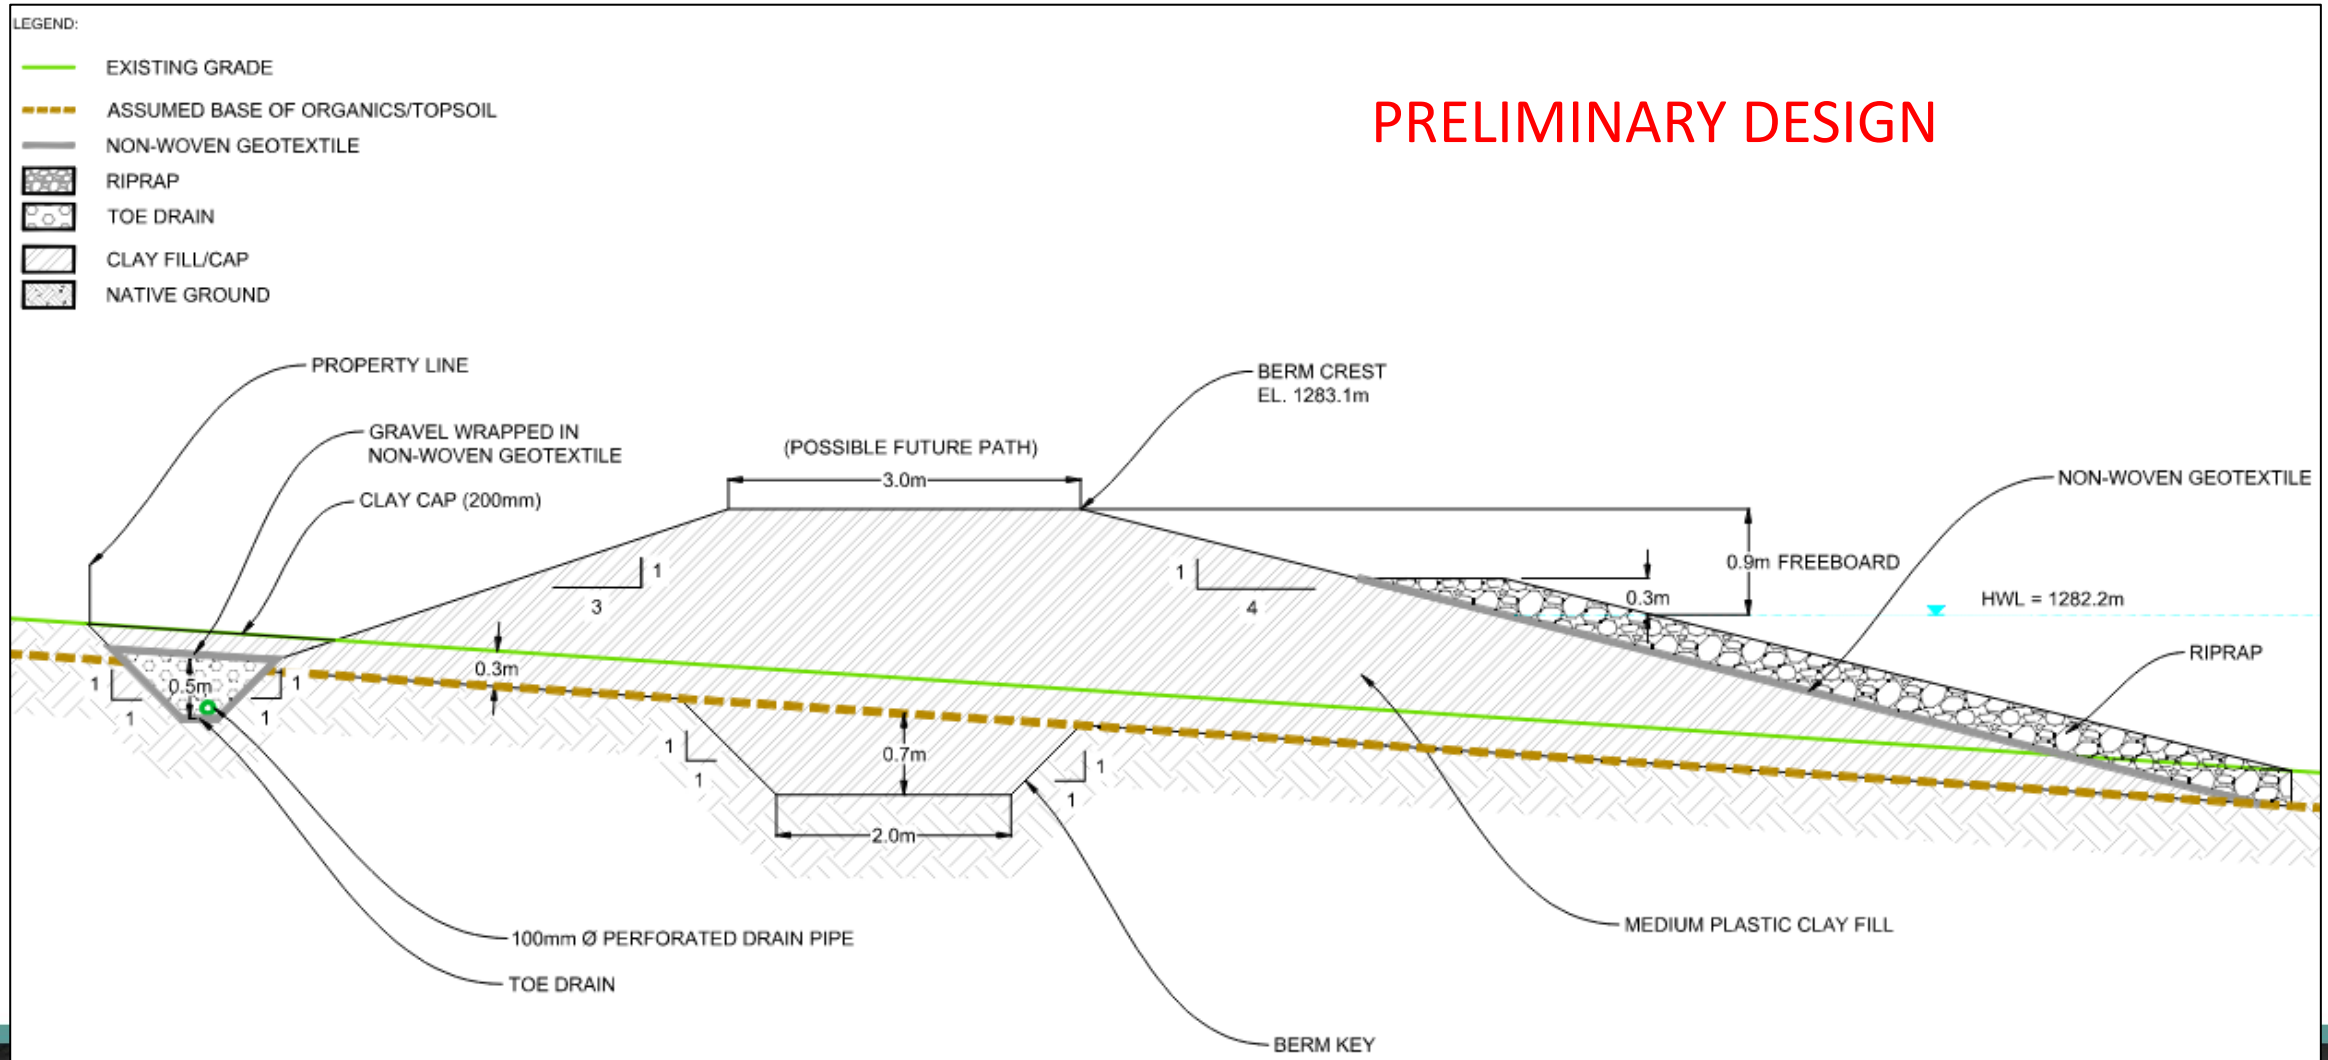 LEGEND:
EXISTING GRADE
ASSUMED BASE OF ORGANICS/TOPSOIL
NON-WOVEN GEOTEXTILE
RIPRAP
TOE DRAIN
CLAY FILL/CAP
NATIVE GROUND
PRELIMINARY DESIGN
PROPERTY LINE
GRAVEL WRAPPED IN
NON-WOVEN GEOTEXTILE
CLAY CAP (200mm)
(POSSIBLE FUTURE PATH)
3.0m
BERM CREST
EL. 1283.1m
NON-WOVEN GEOTEXTILE
0.9m FREEBOARD
0.3m
HWL = 1282.2m
RIPRAP
1
3
1
4
0.3m
0.5m
1
1
1
1
1
1
0.7m
1
1
2.0m
100mm Ø PERFORATED DRAIN PIPE
TOE DRAIN
MEDIUM PLASTIC CLAY FILL
BERM KEY